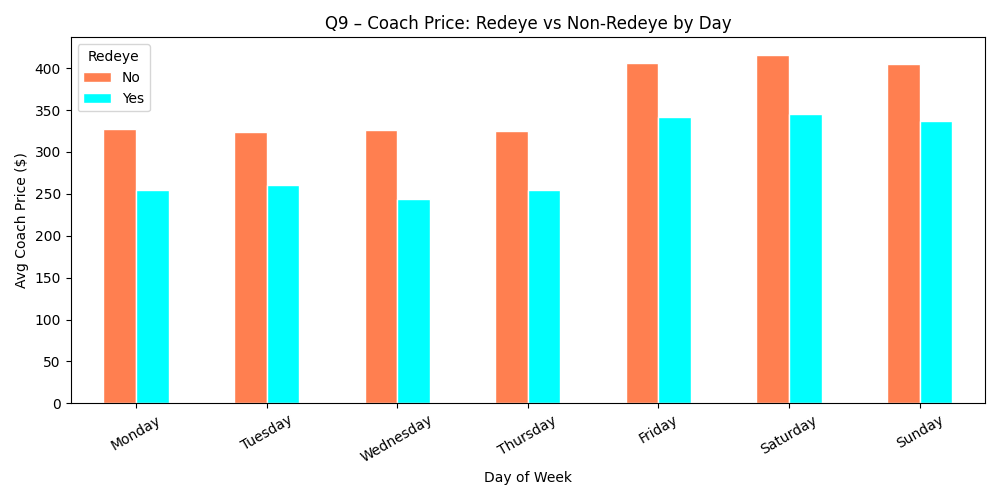 Q9 – Coach Price: Redeye vs Non-Redeye by Day
Redeye
No
Yes
Avg Coach Price ($)
400
350
300
250
200
150
100
50
0
Monday
Tuesday
Wednesday
Thursday
Friday
Saturday
Sunday
Day of Week